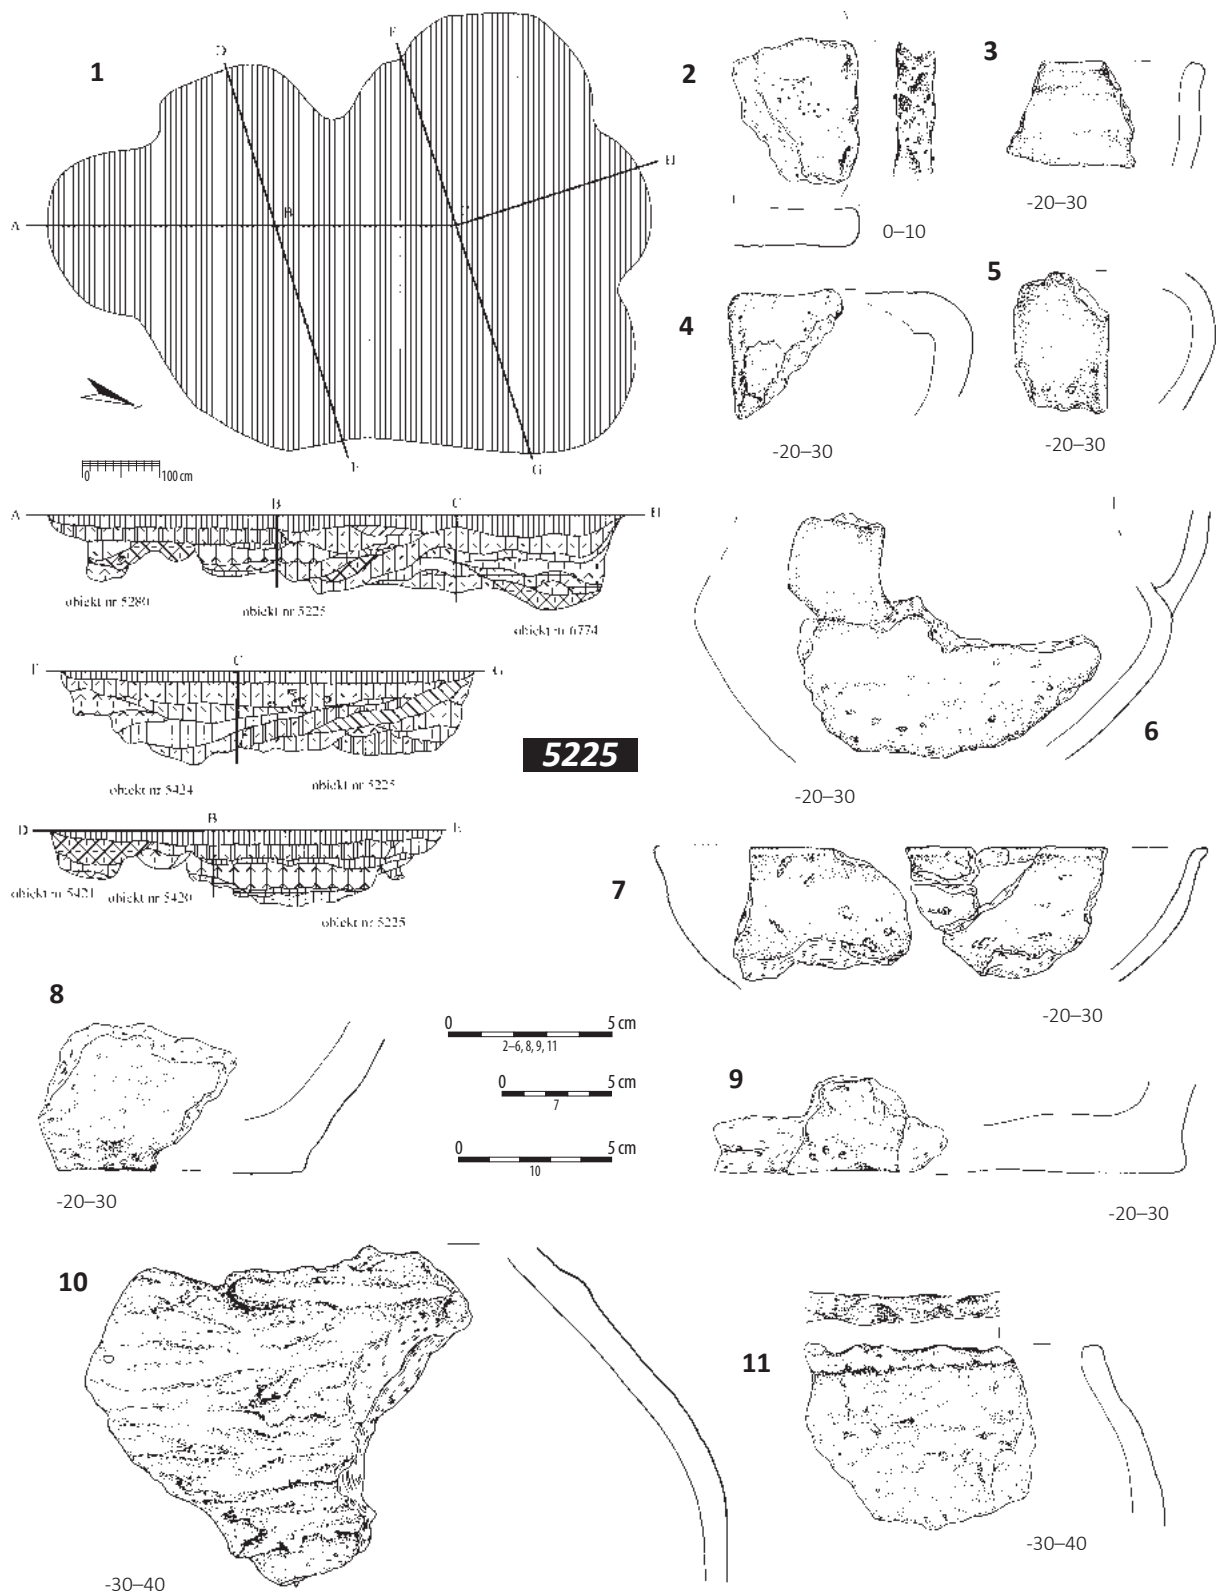 1
D
F
H
A
B
E
G
0 100 cm
A B C H
obiekt nr 5280 obiekt nr 5225 obiekt nr 6774
F C G
obiekt nr 5424 obiekt nr 5225
D B E
obiekt nr 5421 obiekt nr 5420 obiekt nr 5225
5225
2
0–10
3
-20–30
4
-20–30
5
-20–30
6
-20–30
7
-20–30
8
-20–30
0 5 cm
2–6, 8, 9, 11
0 5 cm
7
0 5 cm
10
9
-20–30
10
-30–40
11
-30–40